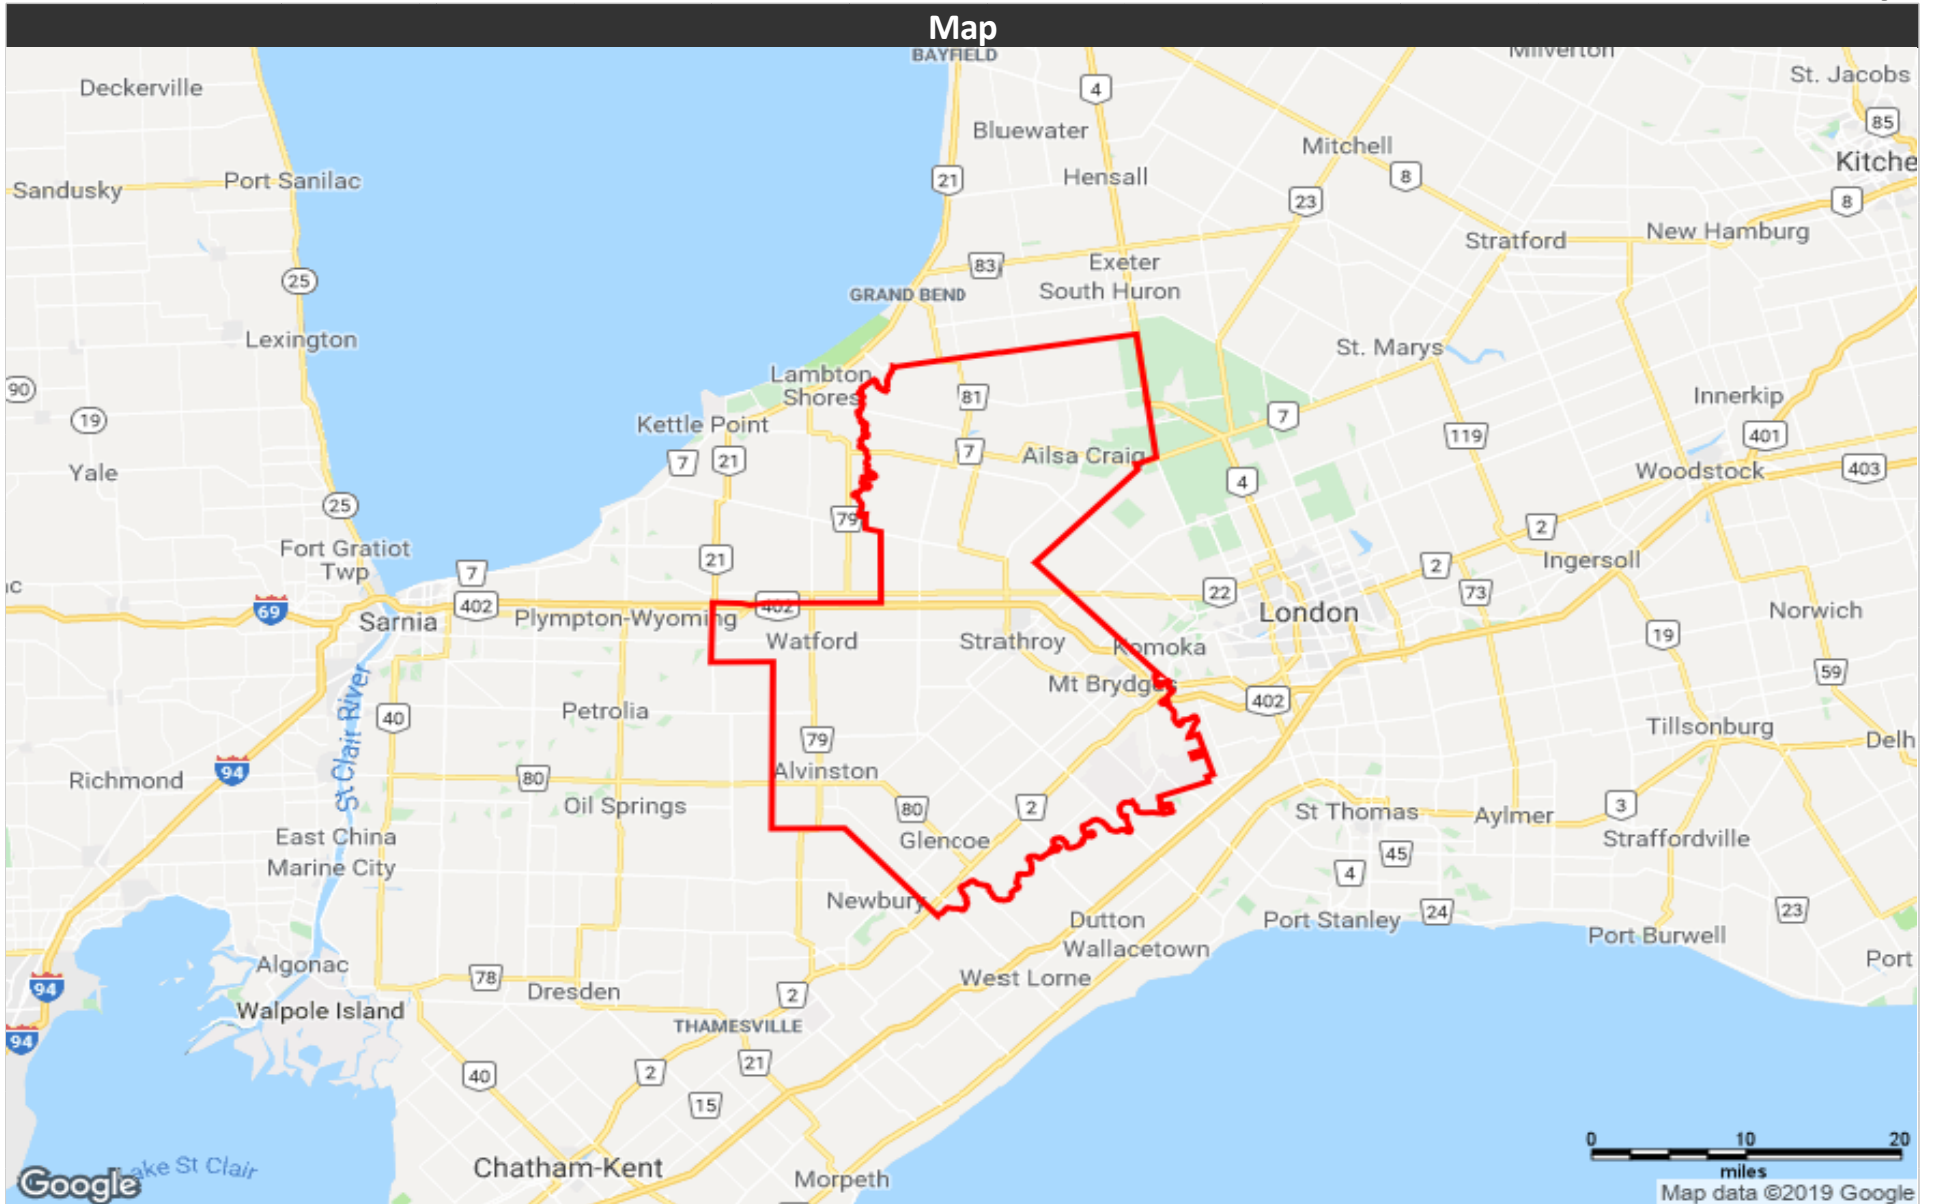 Map
BAYFIELD
Milverton
Deckerville
4
St. Jacobs
85
Bluewater
Mitchell
Kitche
Sandusky
Port Sanilac
21
Hensall
8
23
8
Stratford
New Hamburg
83
Exeter
25
GRAND BEND
South Huron
Lexington
St. Marys
Lambton
Shores
90
81
Innerkip
19
Kettle Point
7
119
401
7
21
7
Ailsa Craig
Yale
4
Woodstock
403
25
79
2
Fort Gratiot
Twp
21
Ingersoll
7
2
22
73
69
402
402
Sarnia
Plympton-Wyoming
London
Norwich
Watford
Strathroy
Komoka
19
59
Mt Brydges
402
Petrolia
40
St Clair River
79
Tillsonburg
Delh
94
Richmond
80
Alvinston
Oil Springs
80
2
St Thomas
Aylmer
3
East China
Glencoe
Straffordville
Marine City
45
4
Newbury
Dutton
Port Stanley
24
23
Wallacetown
Port Burwell
Algonac
Port
94
78
Dresden
West Lorne
2
Walpole Island
THAMESVILLE
94
40
2
21
15
0 10 20
miles
Chatham-Kent
Morpeth
Lake St Clair
Google
Map data ©2019 Google